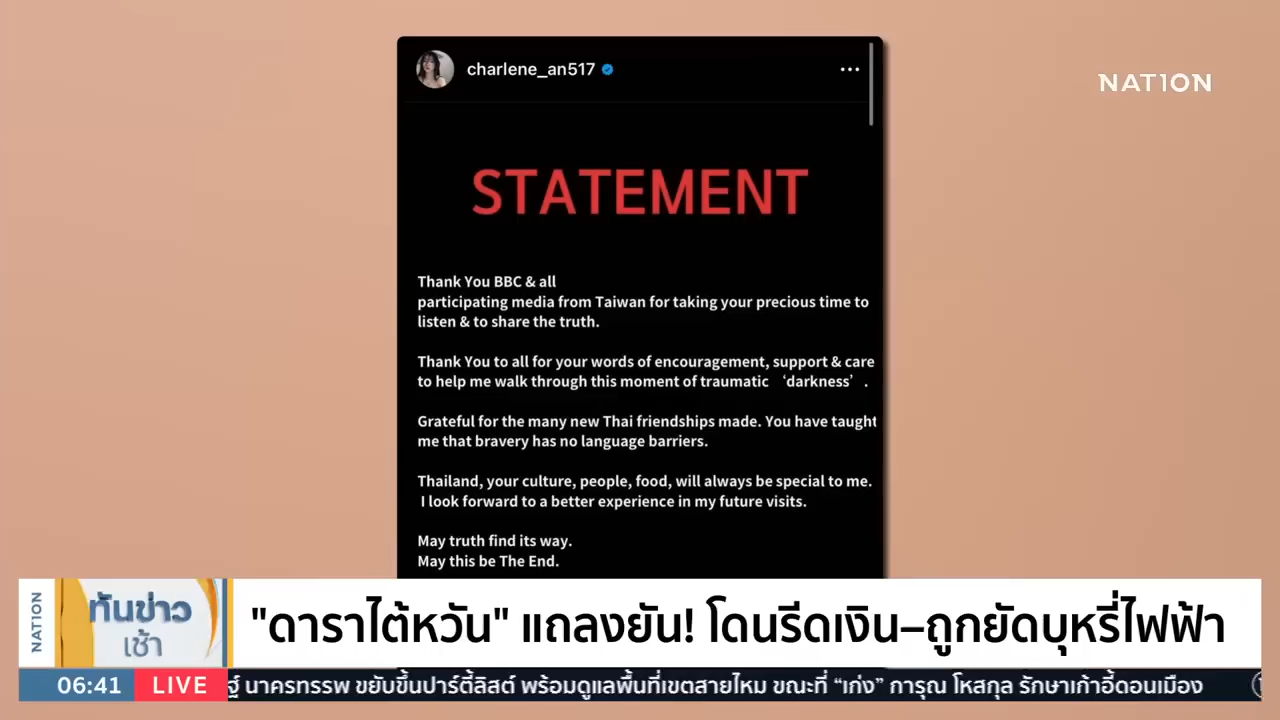 charlene_an517
NATION
STATEMENT
Thank You BBC & all
participating media from Taiwan for taking your precious time to
listen & to share the truth.
Thank You to all for your words of encouragement, support & care
to help me walk through this moment of traumatic ‘darkness’.
Grateful for the many new Thai friendships made. You have taught
me that bravery has no language barriers.
Thailand, your culture, people, food, will always be special to me.
I look forward to a better experience in my future visits.
May truth find its way.
May this be The End.
NATION
ทันข่าว
เช้า
"ดาราไต้หวัน" แถลงยัน! โดนรีดเงิน–ถูกยัดบุหรี่ไฟฟ้า
06:41 LIVE
นาครทรรพ ขยับขึ้นปาร์ตี้ลิสต์ พร้อมดูแลพื้นที่เขตสายไหม ขณะที่ “เก่ง” การุณ โหสกุล รักษาเก้าอี้ดอนเมือง